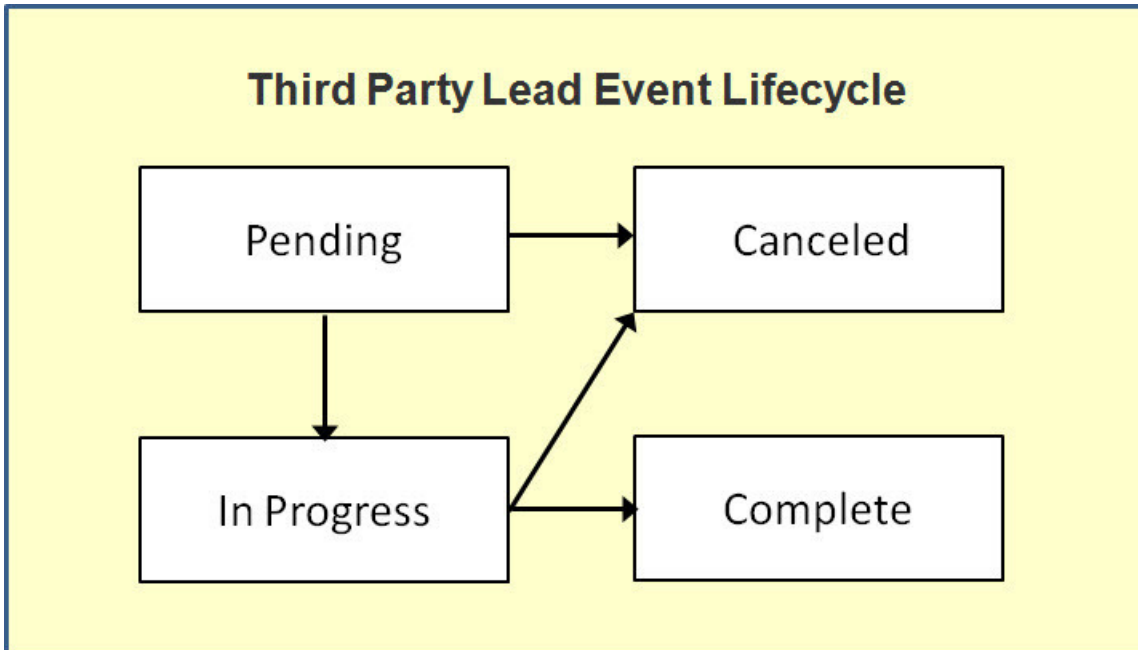 Third Party Lead Event Lifecycle
Pending
Canceled
In Progress
Complete